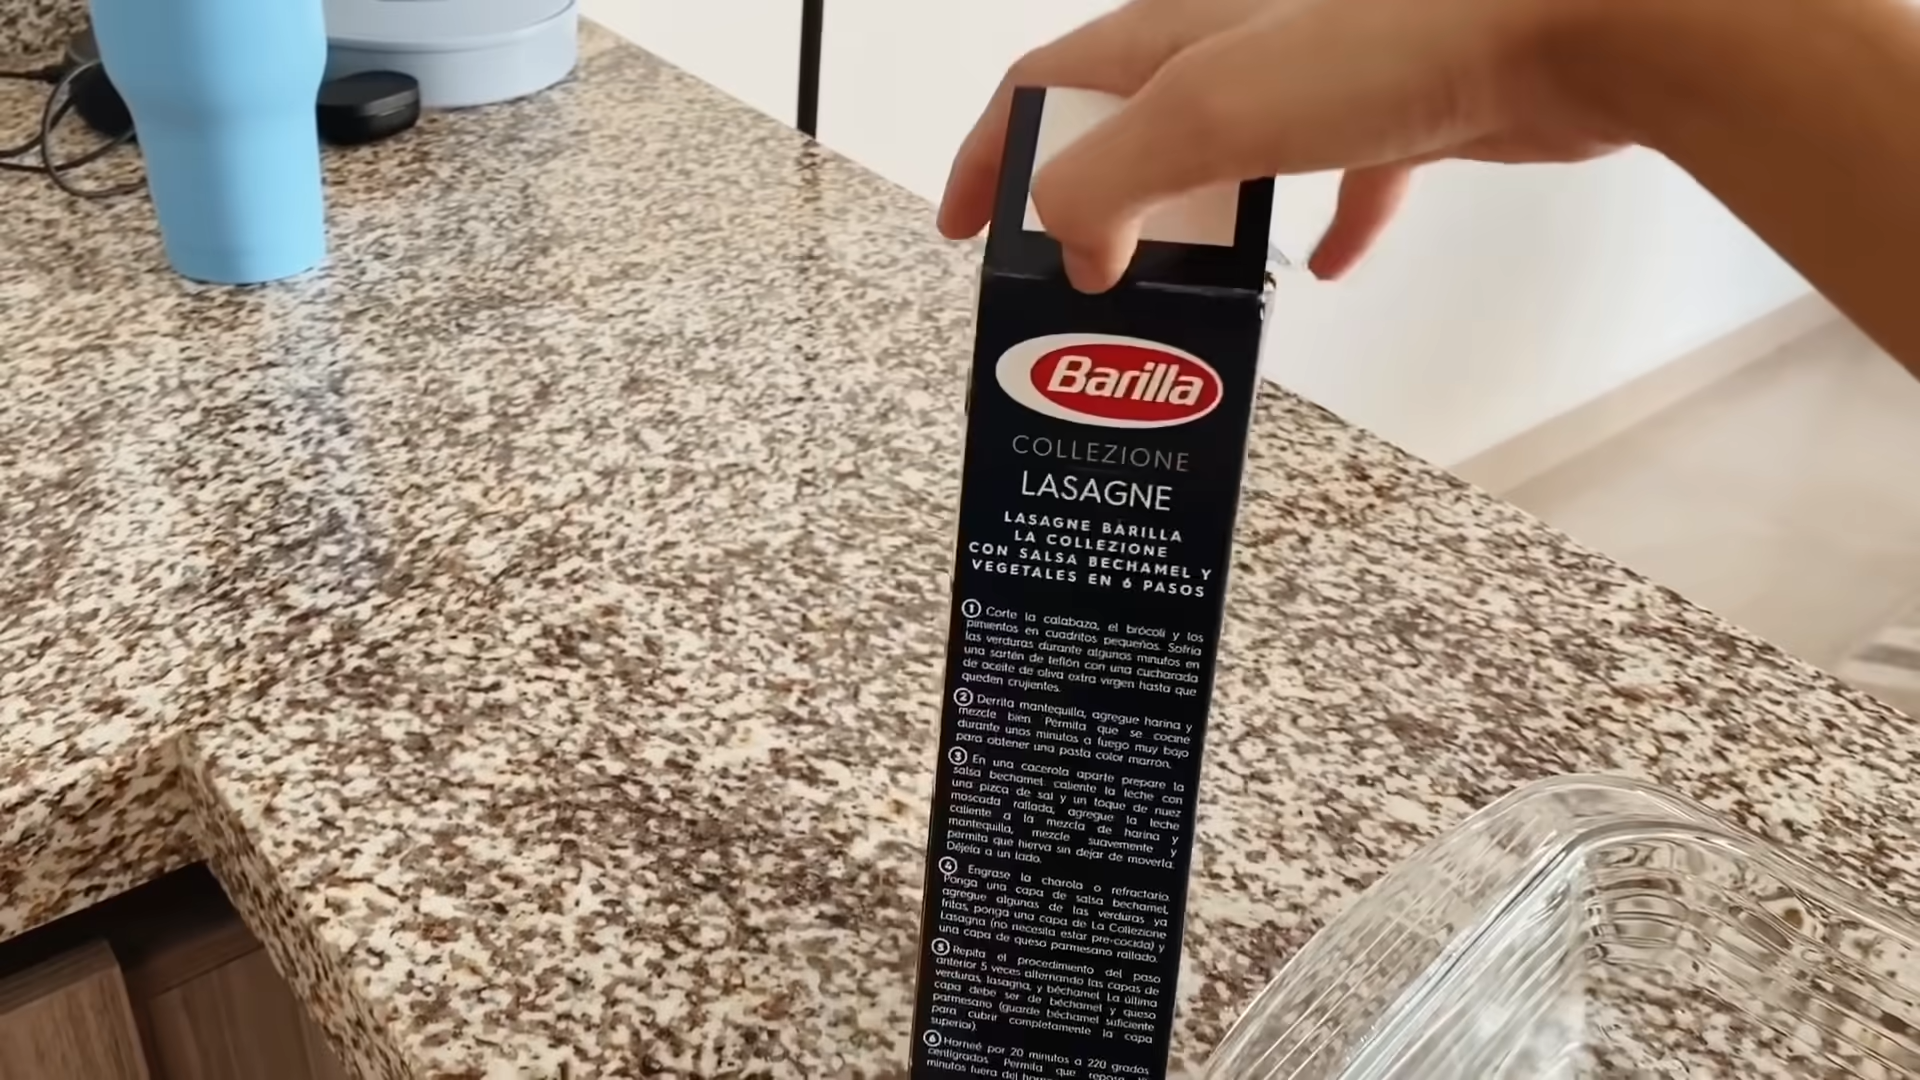 Barilla
COLLEZIONE
LASAGNE
LASAGNE BARILLA
LA COLLEZIONE
CON SALSA BECHAMEL Y
VEGETALES EN 6 PASOS
1 Corte la calabaza, el brócoli y los
pimientos en cuadritos pequeños. Sofría
las verduras durante algunos minutos en
una sartén de teflón con una cucharada
de aceite de oliva extra virgen hasta que
queden crujientes.
2 Derrita mantequilla, agregue harina y
mezcle bien. Permita que se cocine
durante unos minutos a fuego muy bajo
para obtener una pasta color marrón.
3 En una cacerola aparte prepare la
salsa bechamel: caliente la leche con
una pizca de sal y un toque de nuez
moscada rallada, agregue la leche
caliente a la mezcla de harina y
mantequilla, mezcle suavemente y
permita que hierva sin dejar de moverla.
Déjela a un lado.
4 Engrase la charola o refractario.
Ponga una capa de salsa bechamel,
agregue algunas de las verduras ya
fritas, ponga una capa de La Collezione
Lasagna (no necesita estar pre-cocida) y
una capa de queso parmesano rallado.
5 Repita el procedimiento del paso
anterior 5 veces alternando las capas de
verduras, lasagna, y béchamel. La última
capa debe ser de béchamel y queso
parmesano (guarde béchamel suficiente
para cubrir completamente la capa
superior).
6 Horneé por 20 minutos a 220 grados
centígrados. Permita que repose
minutos fuera del